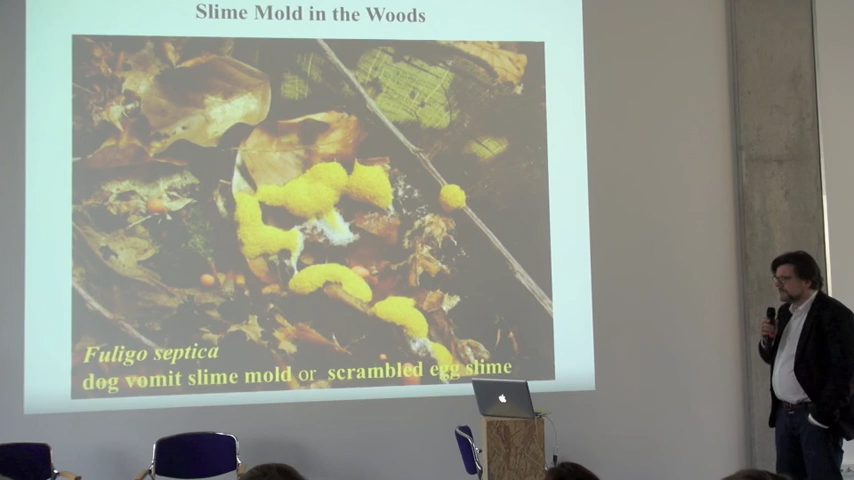 Slime Mold in the Woods
Fuligo septica
dog vomit slime mold or scrambled egg slime